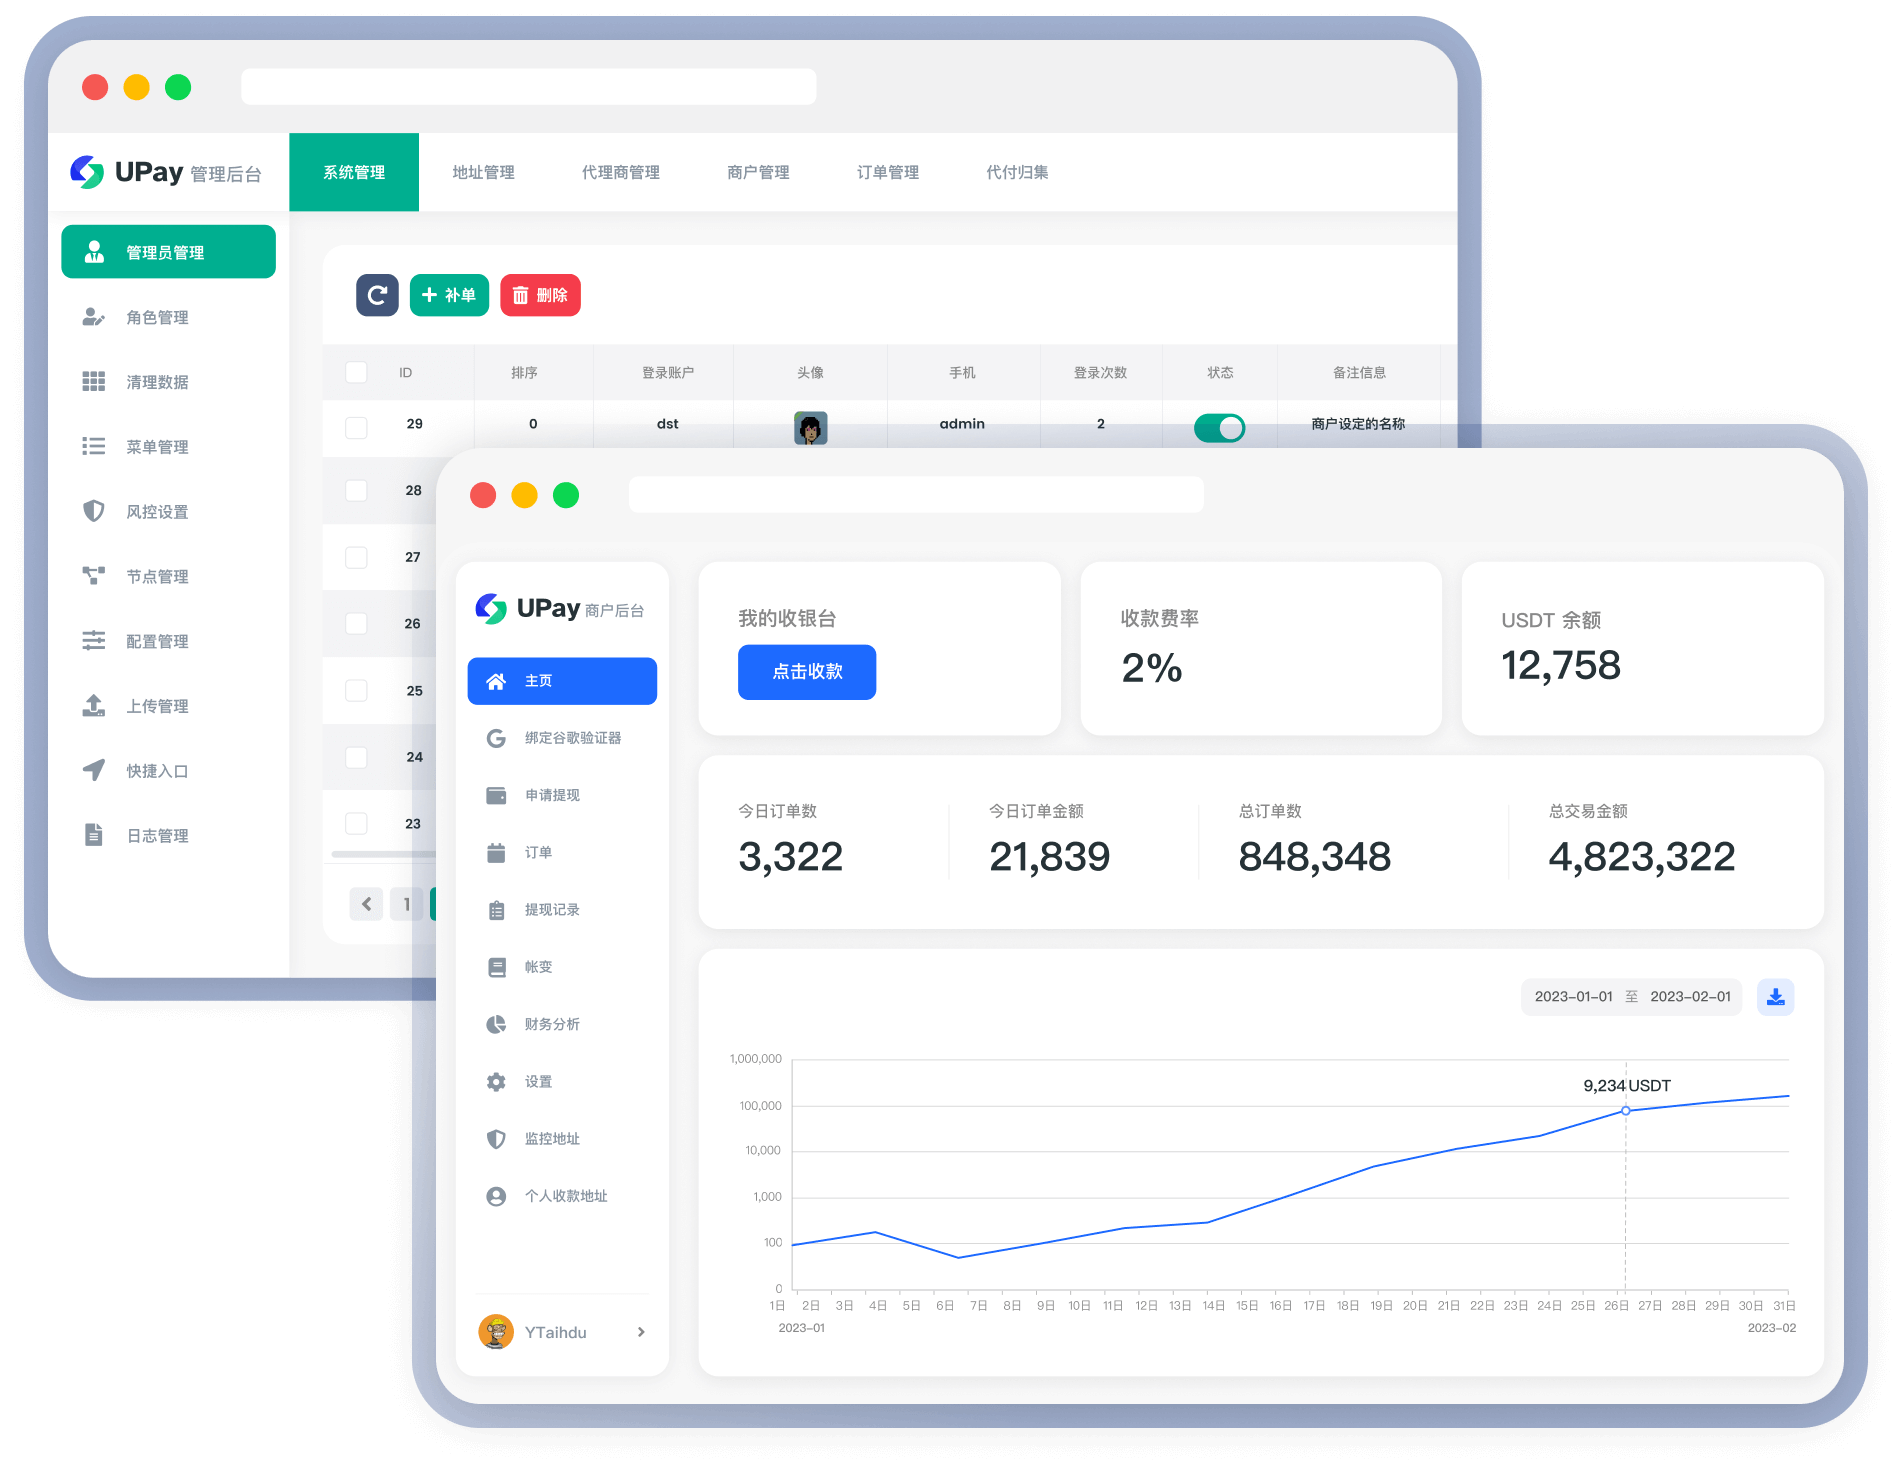 UPay 管理后台
系统管理 地址管理 代理商管理 商户管理 订单管理 代付归集
管理员管理
角色管理
清理数据
菜单管理
风控设置
节点管理
配置管理
上传管理
快捷入口
日志管理
补单 删除
ID 排序 登录账户 头像 手机 登录次数 状态 备注信息
29 0 dst admin 2 商户设定的名称
28
27
26
25
24
23
1
UPay 商户后台
主页
绑定谷歌验证器
申请提现
订单
提现记录
帐变
财务分析
设置
监控地址
个人收款地址
YTaihdu
我的收银台
点击收款
收款费率
2%
USDT 余额
12,758
今日订单数
3,322
今日订单金额
21,839
总订单数
848,348
总交易金额
4,823,322
2023-01-01 至 2023-02-01
1,000,000
100,000
10,000
1,000
100
0
9,234 USDT
1日 2日 3日 4日 5日 6日 7日 8日 9日 10日 11日 12日 13日 14日 15日 16日 17日 18日 19日 20日 21日 22日 23日 24日 25日 26日 27日 28日 29日 30日 31日
2023-01 2023-02